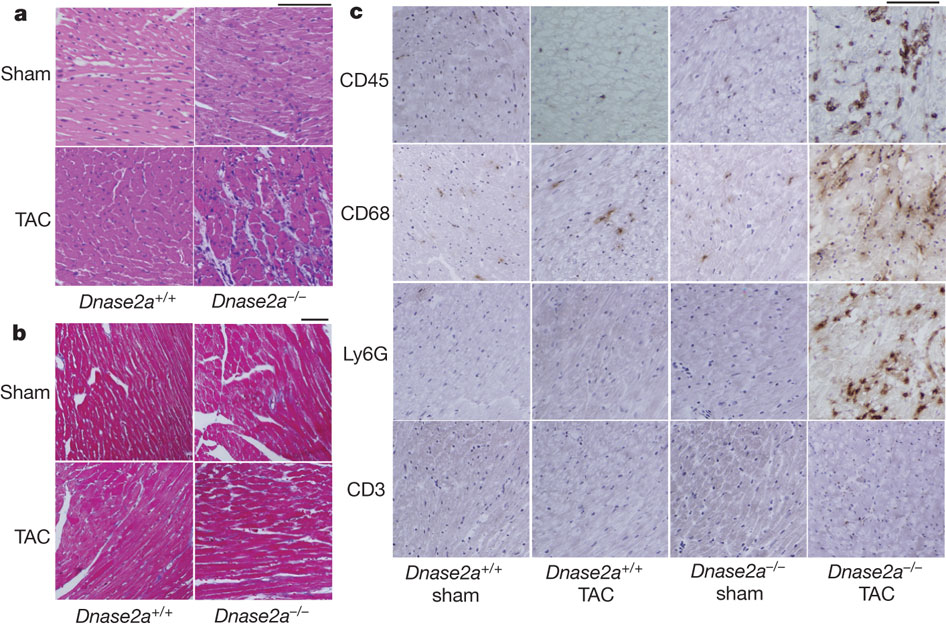 a
Sham
TAC
Dnase2a+/+ Dnase2a–/–
b
Sham
TAC
Dnase2a+/+ Dnase2a–/–
c
CD45
CD68
Ly6G
CD3
Dnase2a+/+ sham
Dnase2a+/+ TAC
Dnase2a–/– sham
Dnase2a–/– TAC